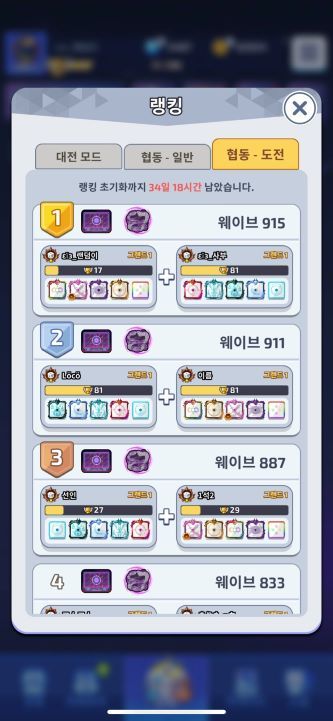 랭킹
대전 모드
협동 - 일반
협동 - 도전
랭킹 초기화까지 34일 18시간 남았습니다.
1
웨이브 915
그랜드1
그랜드1
17
81
2
웨이브 911
Löcö
그랜드1
이름
그랜드1
81
81
3
웨이브 887
선인
그랜드1
1석2
그랜드1
27
29
4
웨이브 833